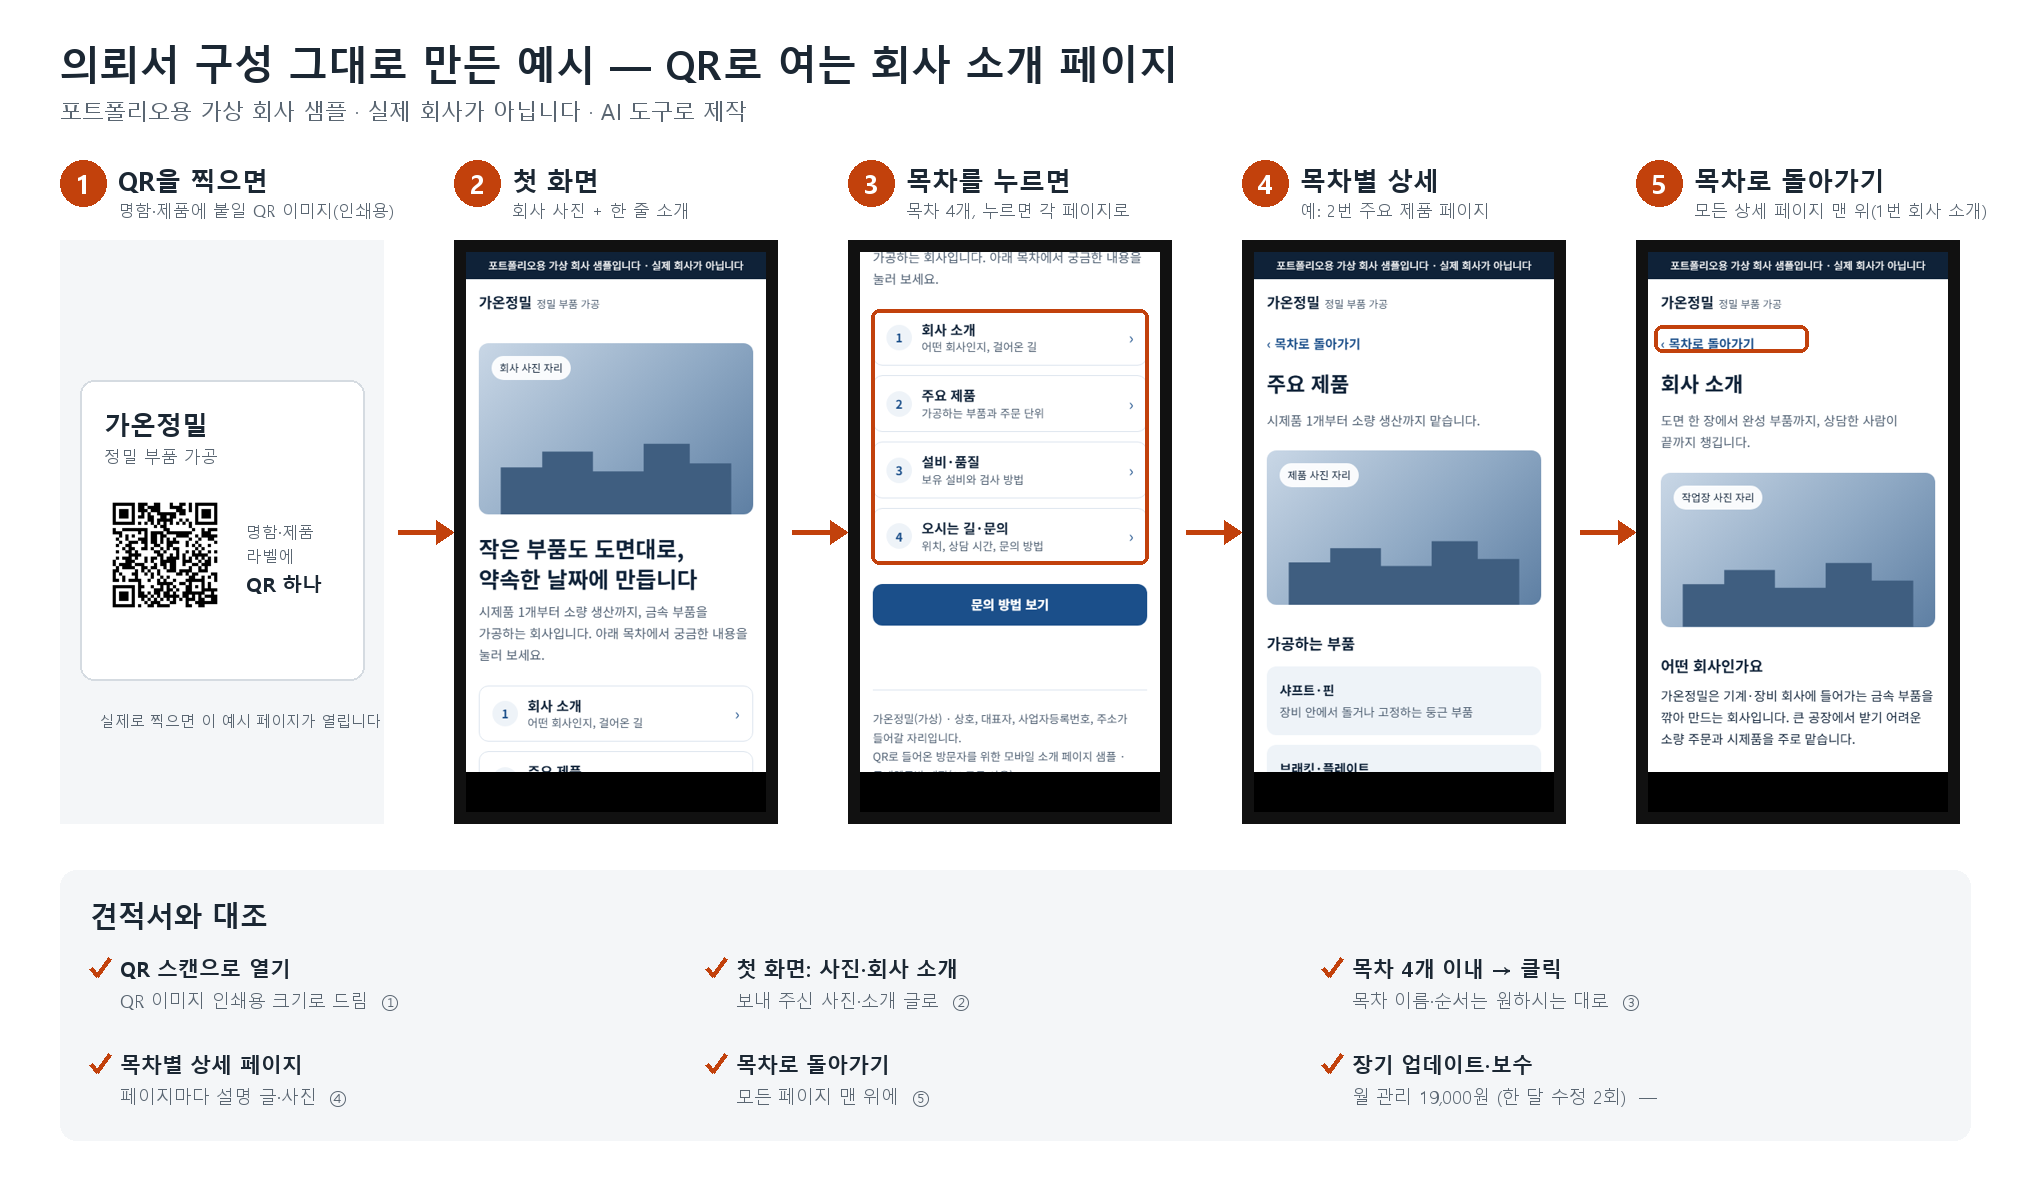 의뢰서 구성 그대로 만든 예시 — QR로 여는 회사 소개 페이지
포트폴리오용 가상 회사 샘플 · 실제 회사가 아닙니다 · AI 도구로 제작
1 QR을 찍으면
명함·제품에 붙일 QR 이미지(인쇄용)
가온정밀
정밀 부품 가공
명함·제품
라벨에
QR 하나
실제로 찍으면 이 예시 페이지가 열립니다
2 첫 화면
회사 사진 + 한 줄 소개
포트폴리오용 가상 회사 샘플입니다 · 실제 회사가 아닙니다
가온정밀 정밀 부품 가공
회사 사진 자리
작은 부품도 도면대로,
약속한 날짜에 만듭니다
시제품 1개부터 소량 생산까지, 금속 부품을
가공하는 회사입니다. 아래 목차에서 궁금한 내용을
눌러 보세요.
1 회사 소개 ›
어떤 회사인지, 걸어온 길
주요 제품
3 목차를 누르면
목차 4개, 누르면 각 페이지로
가공하는 회사입니다. 아래 목차에서 궁금한 내용을
눌러 보세요.
1 회사 소개 ›
어떤 회사인지, 걸어온 길
2 주요 제품 ›
가공하는 부품과 주문 단위
3 설비·품질 ›
보유 설비와 검사 방법
4 오시는 길·문의 ›
위치, 상담 시간, 문의 방법
문의 방법 보기
가온정밀(가상) · 상호, 대표자, 사업자등록번호, 주소가
들어갈 자리입니다.
QR로 들어온 방문자를 위한 모바일 소개 페이지 샘플 ·
4 목차별 상세
예: 2번 주요 제품 페이지
포트폴리오용 가상 회사 샘플입니다 · 실제 회사가 아닙니다
가온정밀 정밀 부품 가공
‹ 목차로 돌아가기
주요 제품
시제품 1개부터 소량 생산까지 맡습니다.
제품 사진 자리
가공하는 부품
샤프트·핀
장비 안에서 돌거나 고정하는 둥근 부품
브래킷·플레이트
5 목차로 돌아가기
모든 상세 페이지 맨 위(1번 회사 소개)
포트폴리오용 가상 회사 샘플입니다 · 실제 회사가 아닙니다
가온정밀 정밀 부품 가공
‹ 목차로 돌아가기
회사 소개
도면 한 장에서 완성 부품까지, 상담한 사람이
끝까지 챙깁니다.
작업장 사진 자리
어떤 회사인가요
가온정밀은 기계·장비 회사에 들어가는 금속 부품을
깎아 만드는 회사입니다. 큰 공장에서 받기 어려운
소량 주문과 시제품을 주로 맡습니다.
견적서와 대조
QR 스캔으로 열기
QR 이미지 인쇄용 크기로 드림 ①
첫 화면: 사진·회사 소개
보내 주신 사진·소개 글로 ②
목차 4개 이내 → 클릭
목차 이름·순서는 원하시는 대로 ③
목차별 상세 페이지
페이지마다 설명 글·사진 ④
목차로 돌아가기
모든 페이지 맨 위에 ⑤
장기 업데이트·보수
월 관리 19,000원 (한 달 수정 2회) —